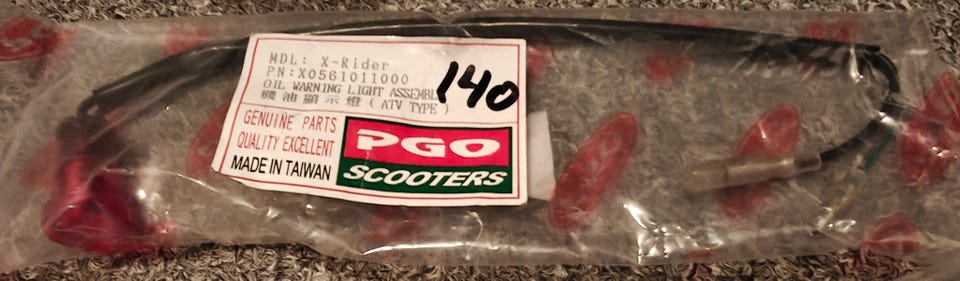 MDL: X-Rider
PN:X0561011000
OIL WARNING LIGHT ASSEMBL
機油顯示燈(ATV TYPE)
140
GENUINE PARTS
QUALITY EXCELLENT
MADE IN TAIWAN
PGO
SCOOTERS